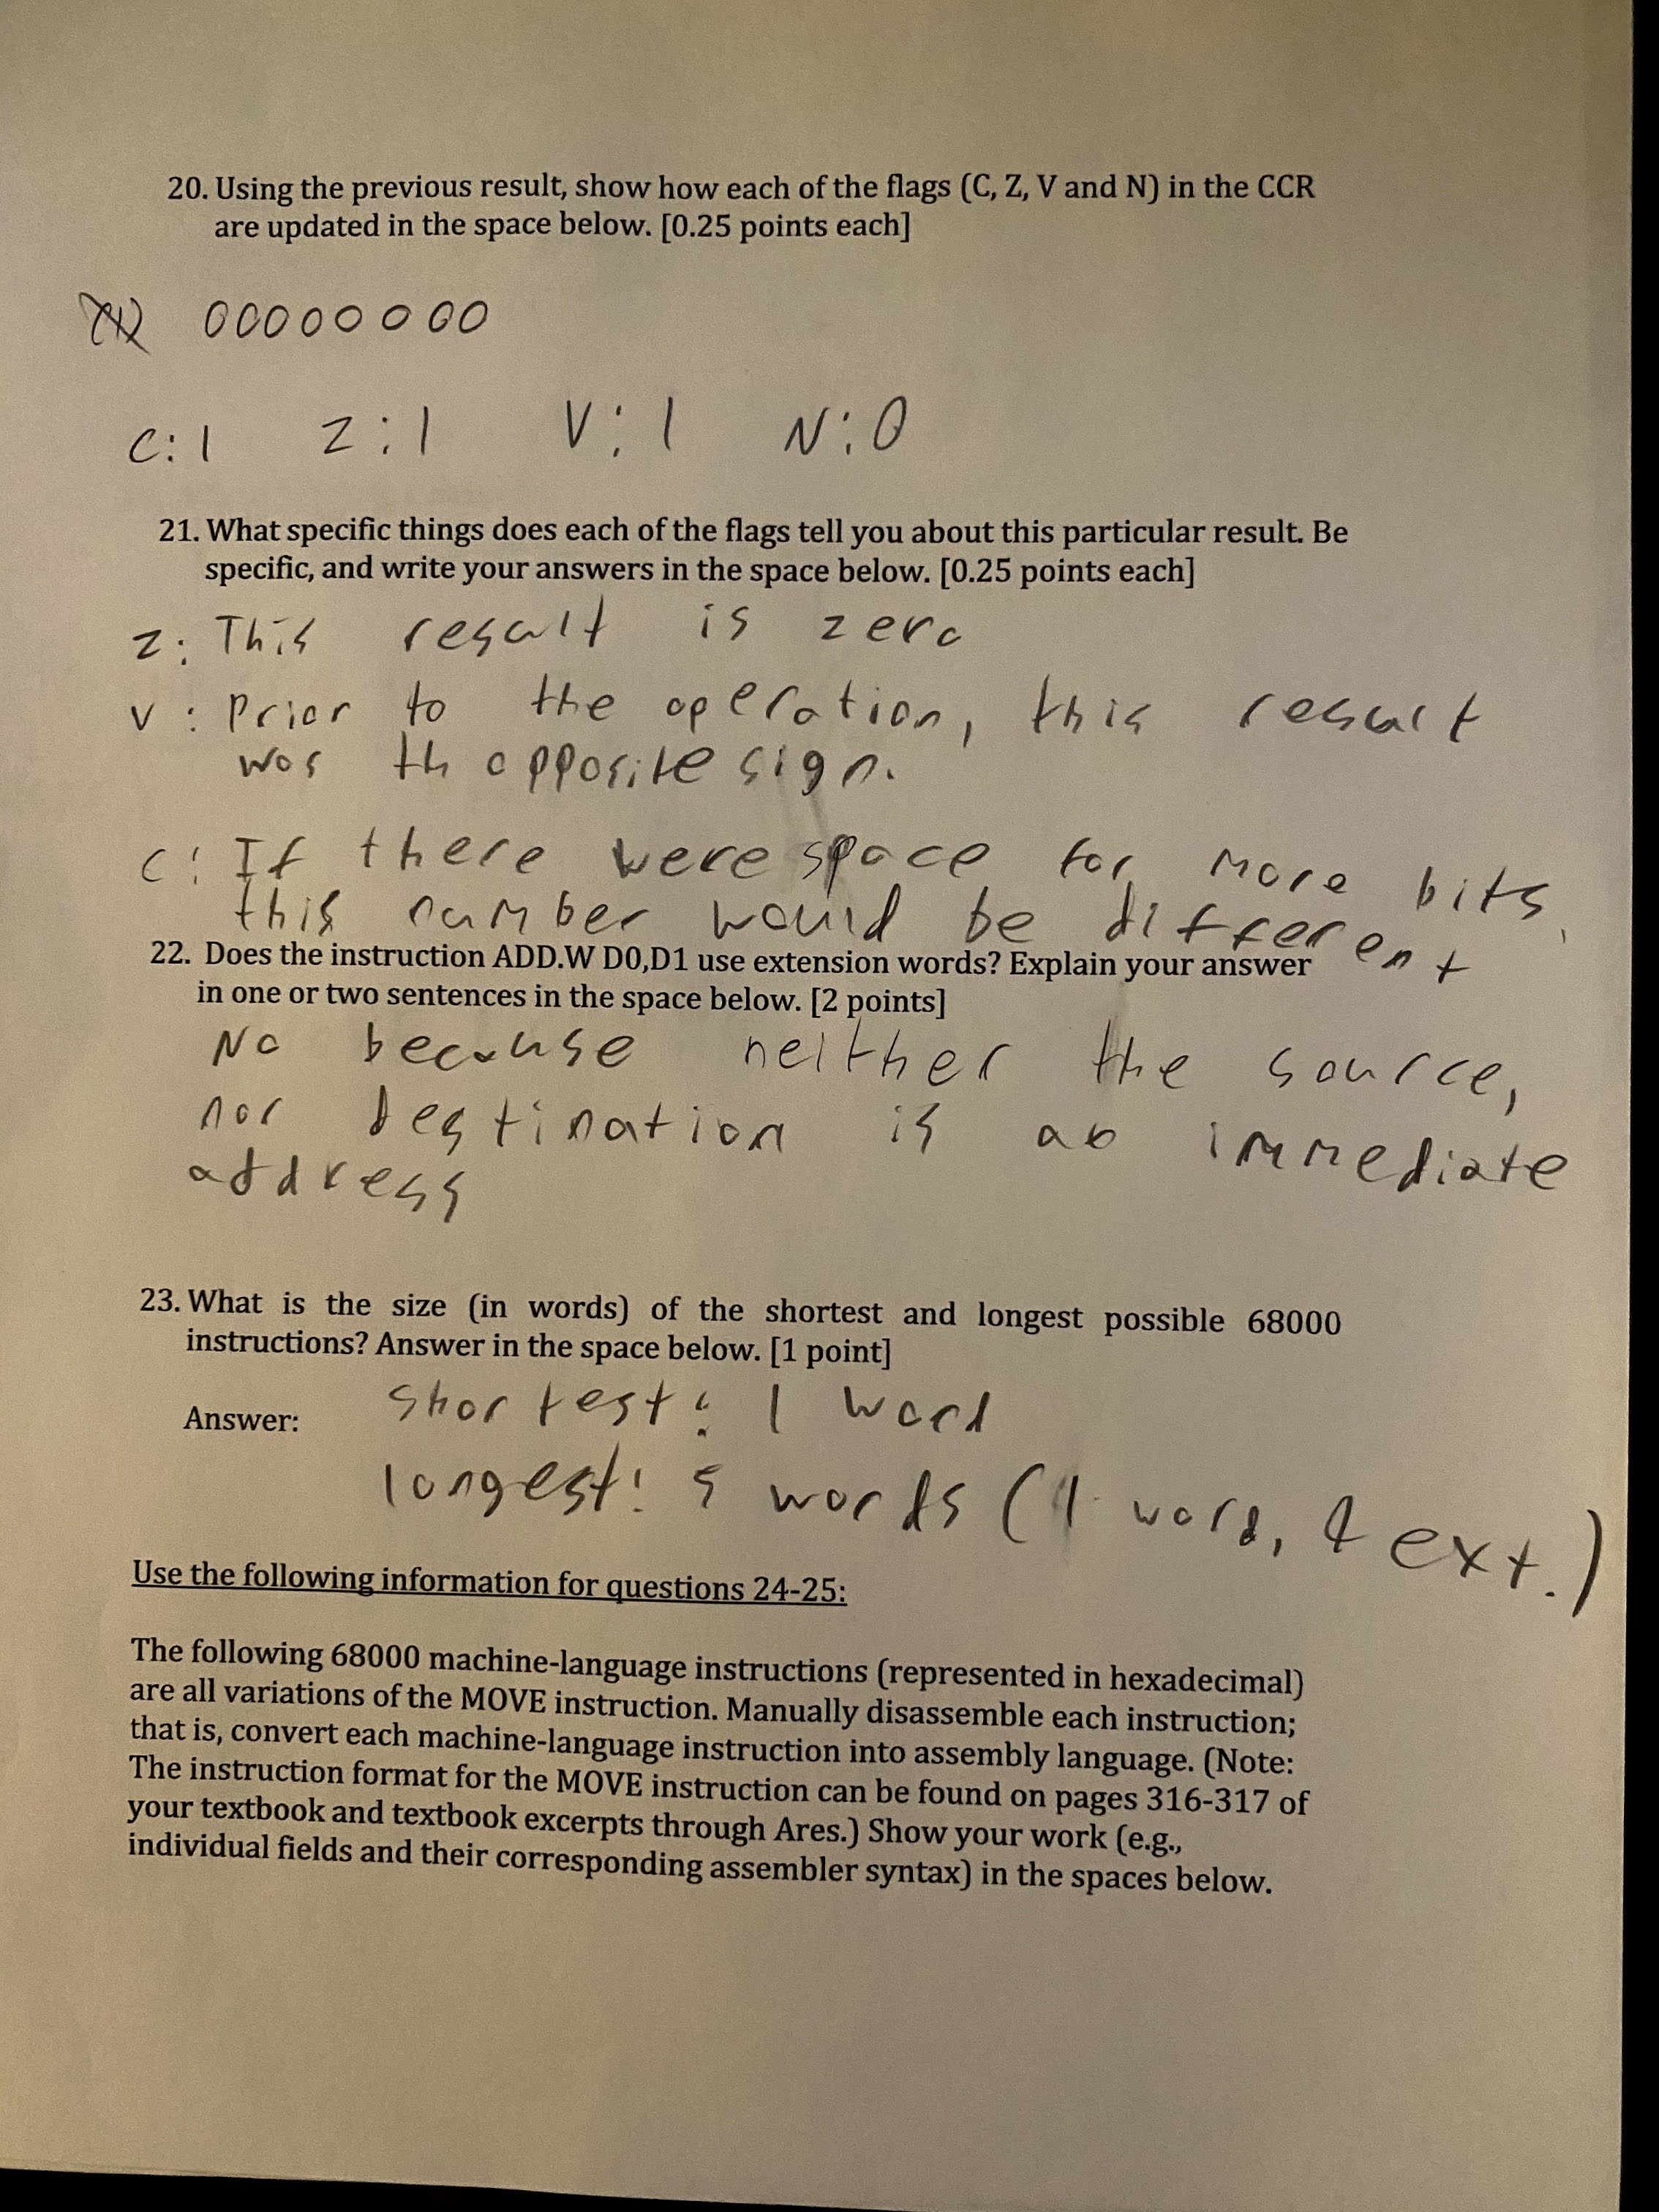 20. Using the previous result, show how each of the flags (C, Z, V and N) in the CCR
are updated in the space below. [0.25 points each]
00000000
C: 1 Z: 1 V: 1 N: 0
21. What specific things does each of the flags tell you about this particular result. Be
specific, and write your answers in the space below. [0.25 points each]
Z: This result is zero
V: Prior to the operation, this result
was th opposite sign.
C: If there were space for more bits,
this number would be different
22. Does the instruction ADD.W D0,D1 use extension words? Explain your answer
in one or two sentences in the space below. [2 points]
No because neither the source,
nor destination is an immediate
address
23. What is the size (in words) of the shortest and longest possible 68000
instructions? Answer in the space below. [1 point]
Answer: shortest: 1 word
longest: 5 words (1 word, 4 ext.)
Use the following information for questions 24-25:
The following 68000 machine-language instructions (represented in hexadecimal)
are all variations of the MOVE instruction. Manually disassemble each instruction;
that is, convert each machine-language instruction into assembly language. (Note:
The instruction format for the MOVE instruction can be found on pages 316-317 of
your textbook and textbook excerpts through Ares.) Show your work (e.g.,
individual fields and their corresponding assembler syntax) in the spaces below.